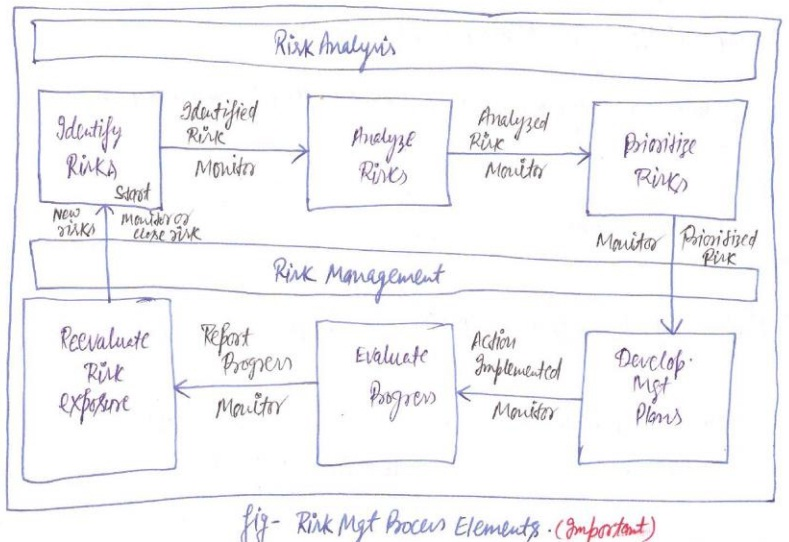 Risk Analysis
Identify
Risks
Start
Identified
Risk
Monitor
Analyze
Risks
Analyzed
Risk
Monitor
Prioritize
Risks
New
risks
Monitor or
close risk
Monitor
Prioritized
Risk
Risk Management
Reevaluate
Risk
exposure
Report
Progress
Monitor
Evaluate
Progress
Action
Implemented
Monitor
Develop.
Mgt
Plans
fig- Risk Mgt Process Elements. (Important)